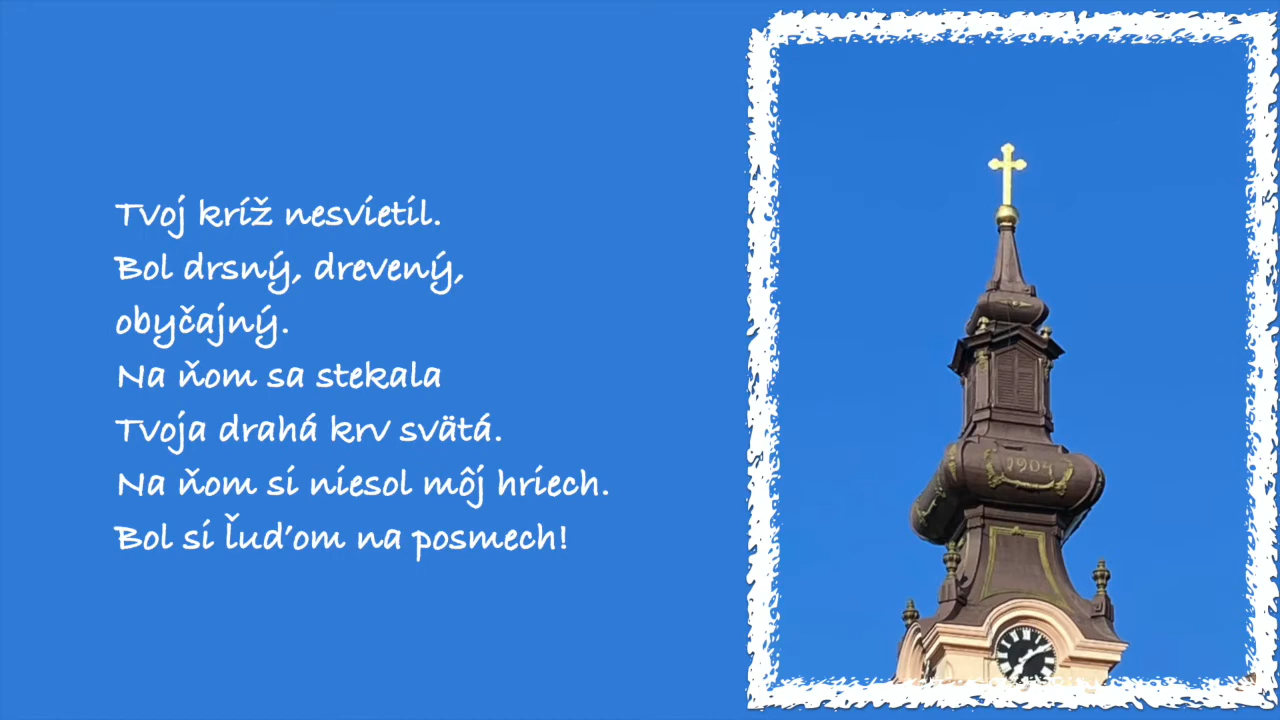 Tvoj kríž nesvietil.
Bol drsný, drevený,
obyčajný.
Na ňom sa stekala
Tvoja drahá krv svätá.
Na ňom si niesol môj hriech.
Bol si ľuďom na posmech!
1904